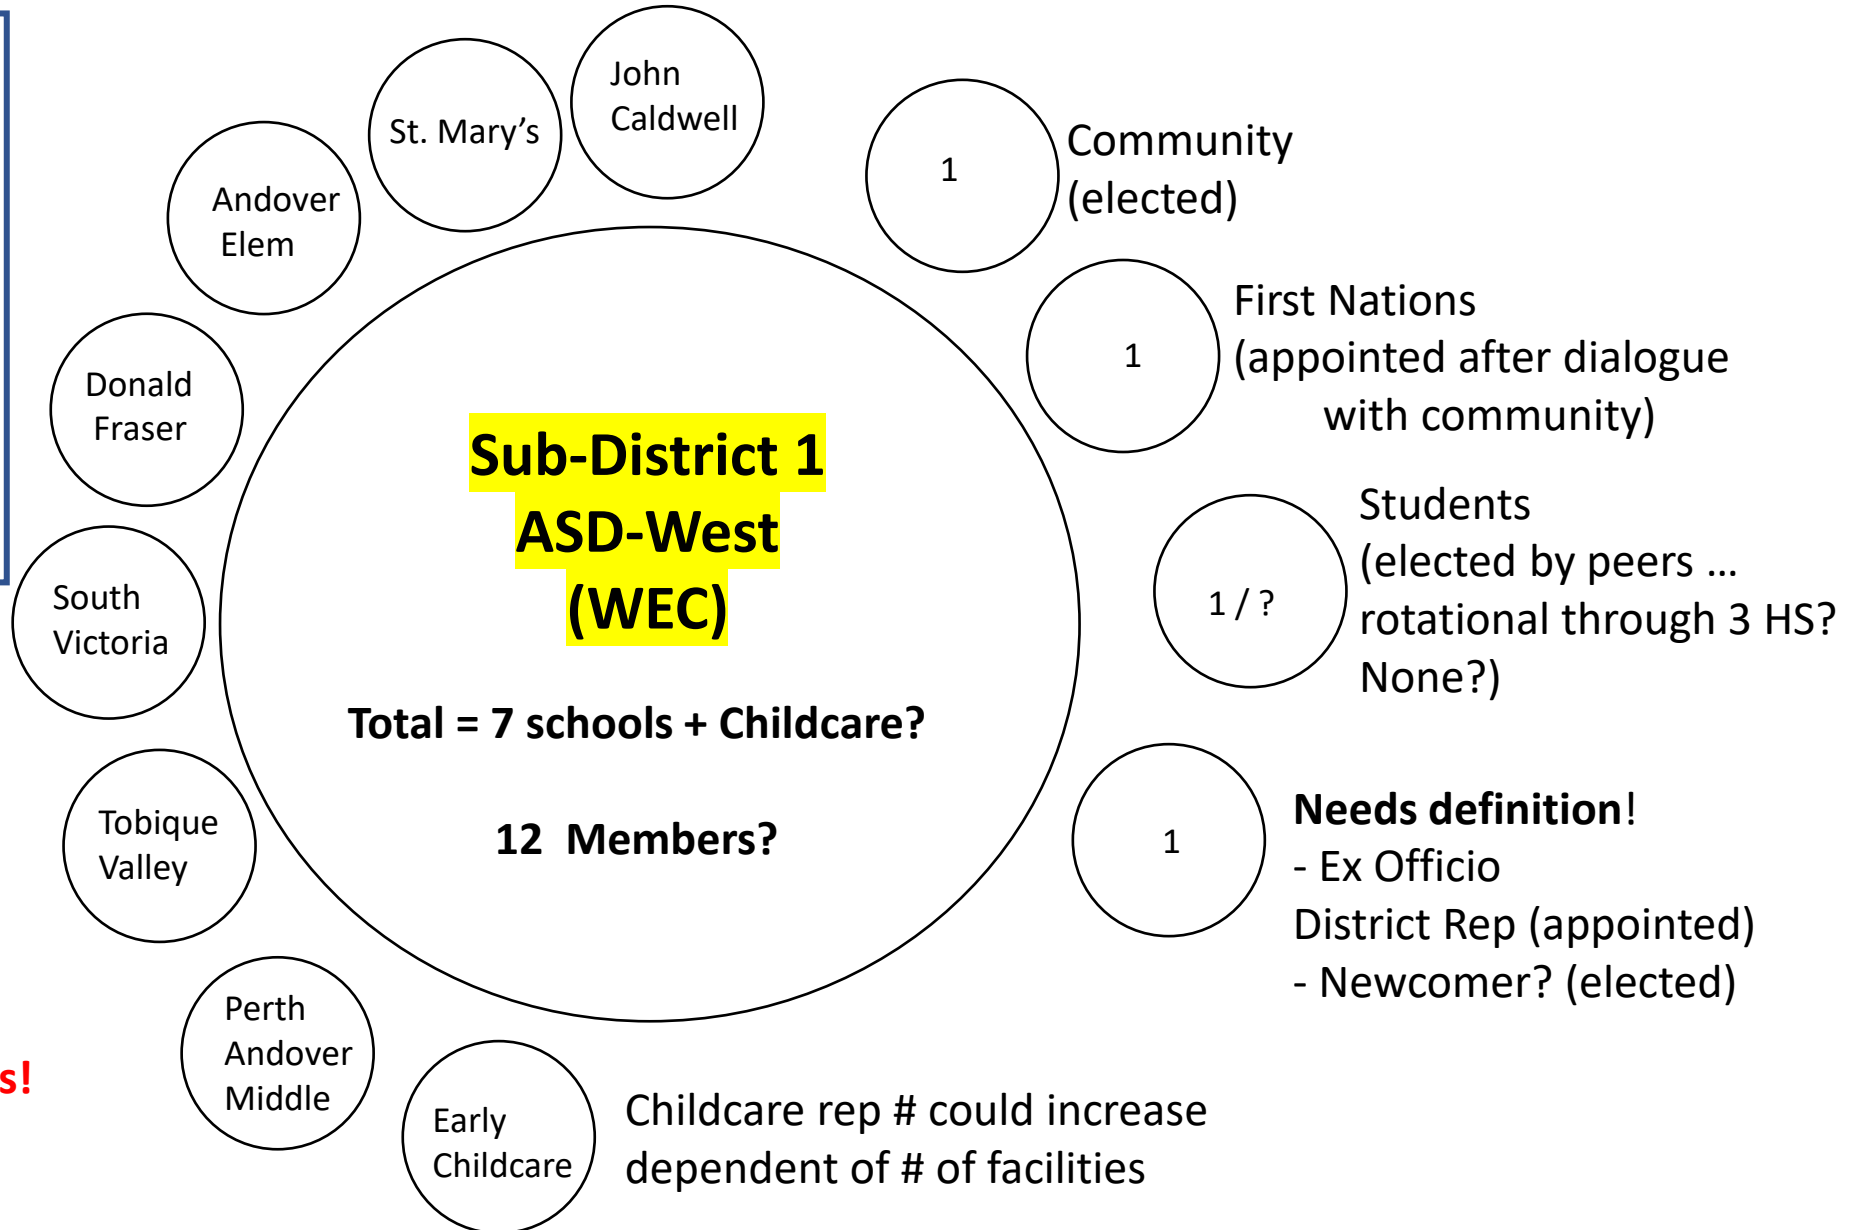 John
Caldwell
St. Mary’s
Andover
Elem
Donald
Fraser
South
Victoria
Tobique
Valley
Perth
Andover
Middle
Early
Childcare
Sub-District 1
ASD-West
(WEC)
Total = 7 schools + Childcare?
12 Members?
1
Community
(elected)
1
First Nations
(appointed after dialogue
with community)
1 / ?
Students
(elected by peers …
rotational through 3 HS?
None?)
1
Needs definition!
- Ex Officio
District Rep (appointed)
- Newcomer? (elected)
s!
Childcare rep # could increase
dependent of # of facilities